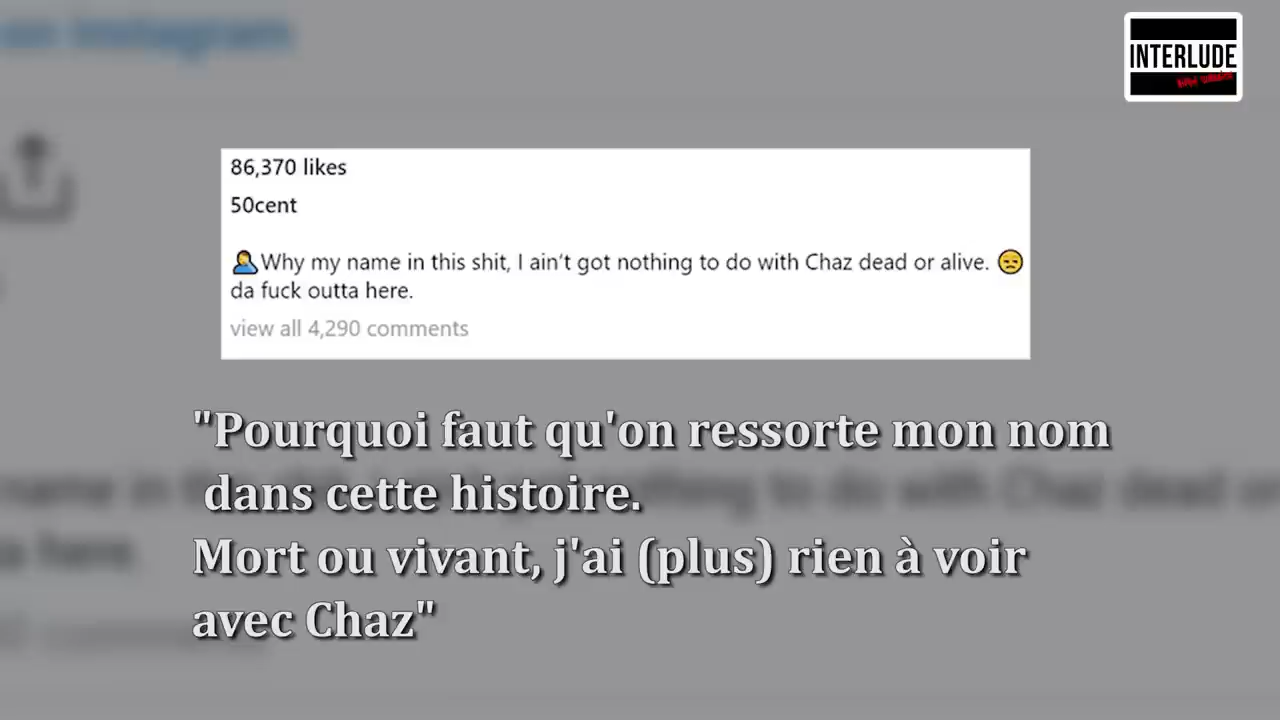 on Instagram
INTERLUDE
86,370 likes
50cent
🤦‍♂️Why my name in this shit, I ain't got nothing to do with Chaz dead or alive. 😒
da fuck outta here.
view all 4,290 comments
"Pourquoi faut qu'on ressorte mon nom
dans cette histoire.
Mort ou vivant, j'ai (plus) rien à voir
avec Chaz"